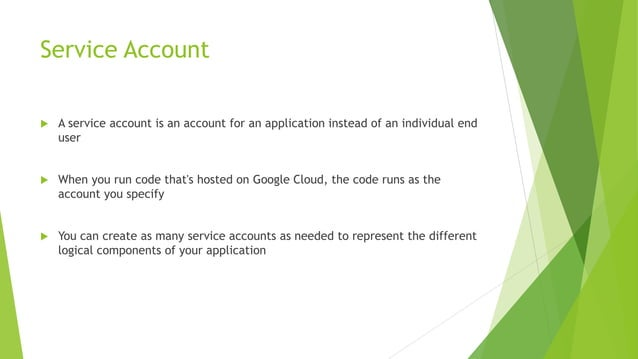 Service Account
A service account is an account for an application instead of an individual end
user
When you run code that's hosted on Google Cloud, the code runs as the
account you specify
You can create as many service accounts as needed to represent the different
logical components of your application